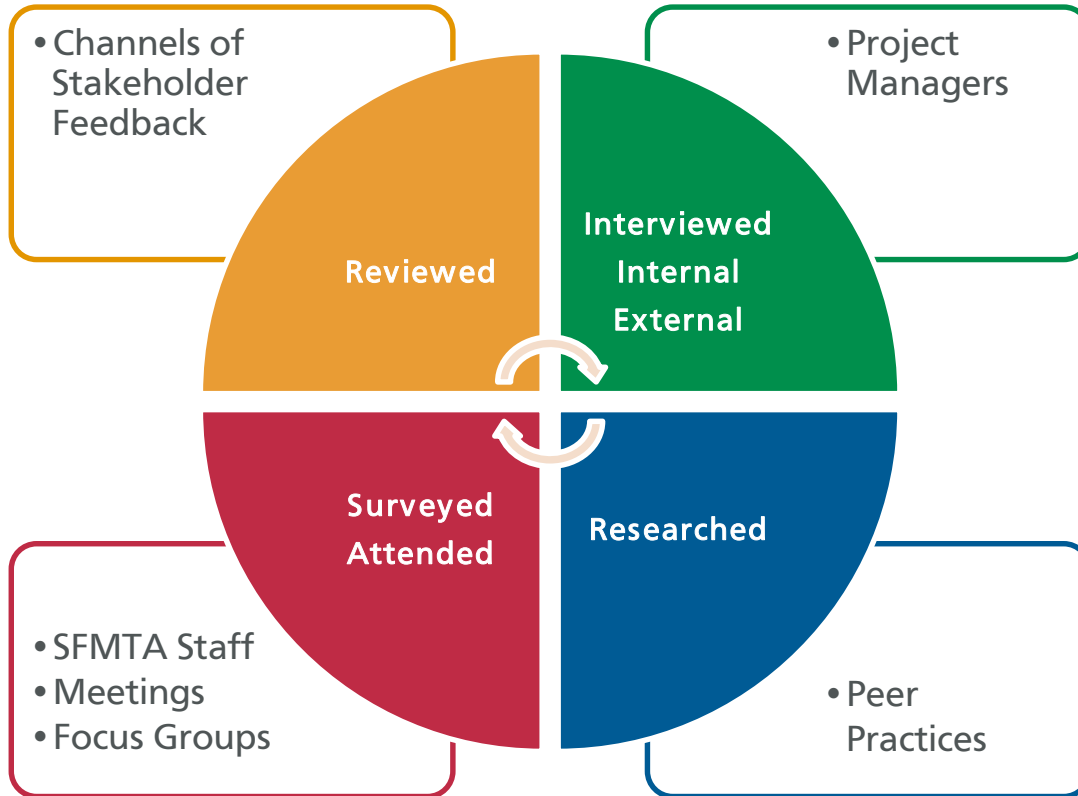 • Channels of
Stakeholder
Feedback
• Project
Managers
Reviewed
Interviewed
Internal
External
Surveyed
Attended
Researched
• SFMTA Staff
• Meetings
• Focus Groups
• Peer
Practices